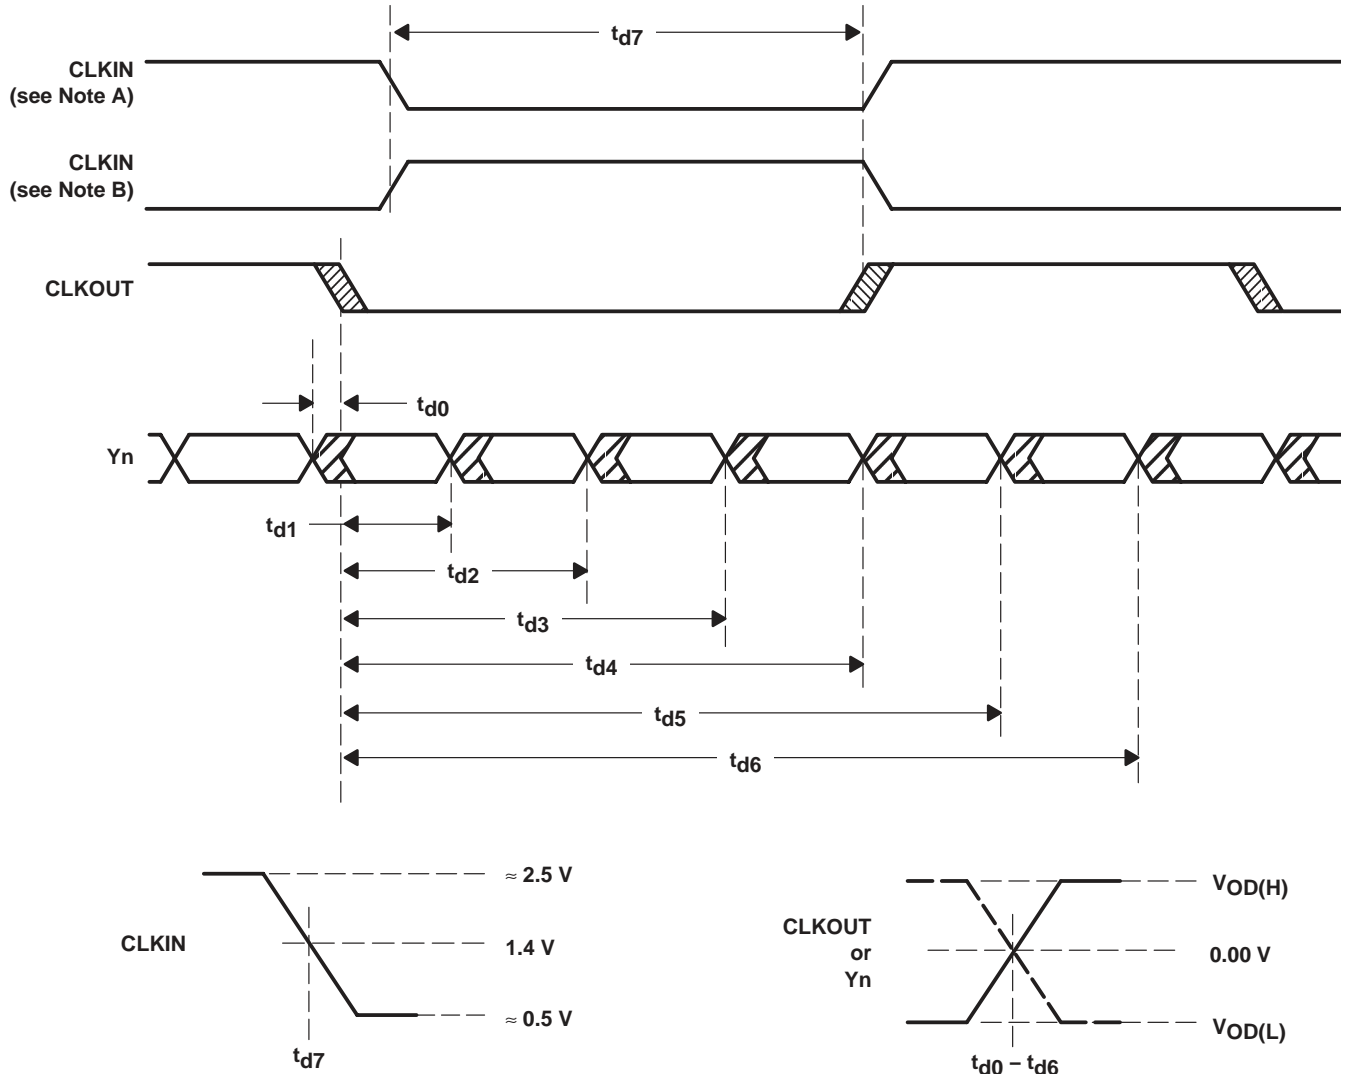 td7
CLKIN
(see Note A)
CLKIN
(see Note B)
CLKOUT
td0
Yn
td1
td2
td3
td4
td5
td6
≈ 2.5 V
CLKIN
1.4 V
≈ 0.5 V
td7
VOD(H)
CLKOUT
or
Yn
0.00 V
VOD(L)
td0 – td6